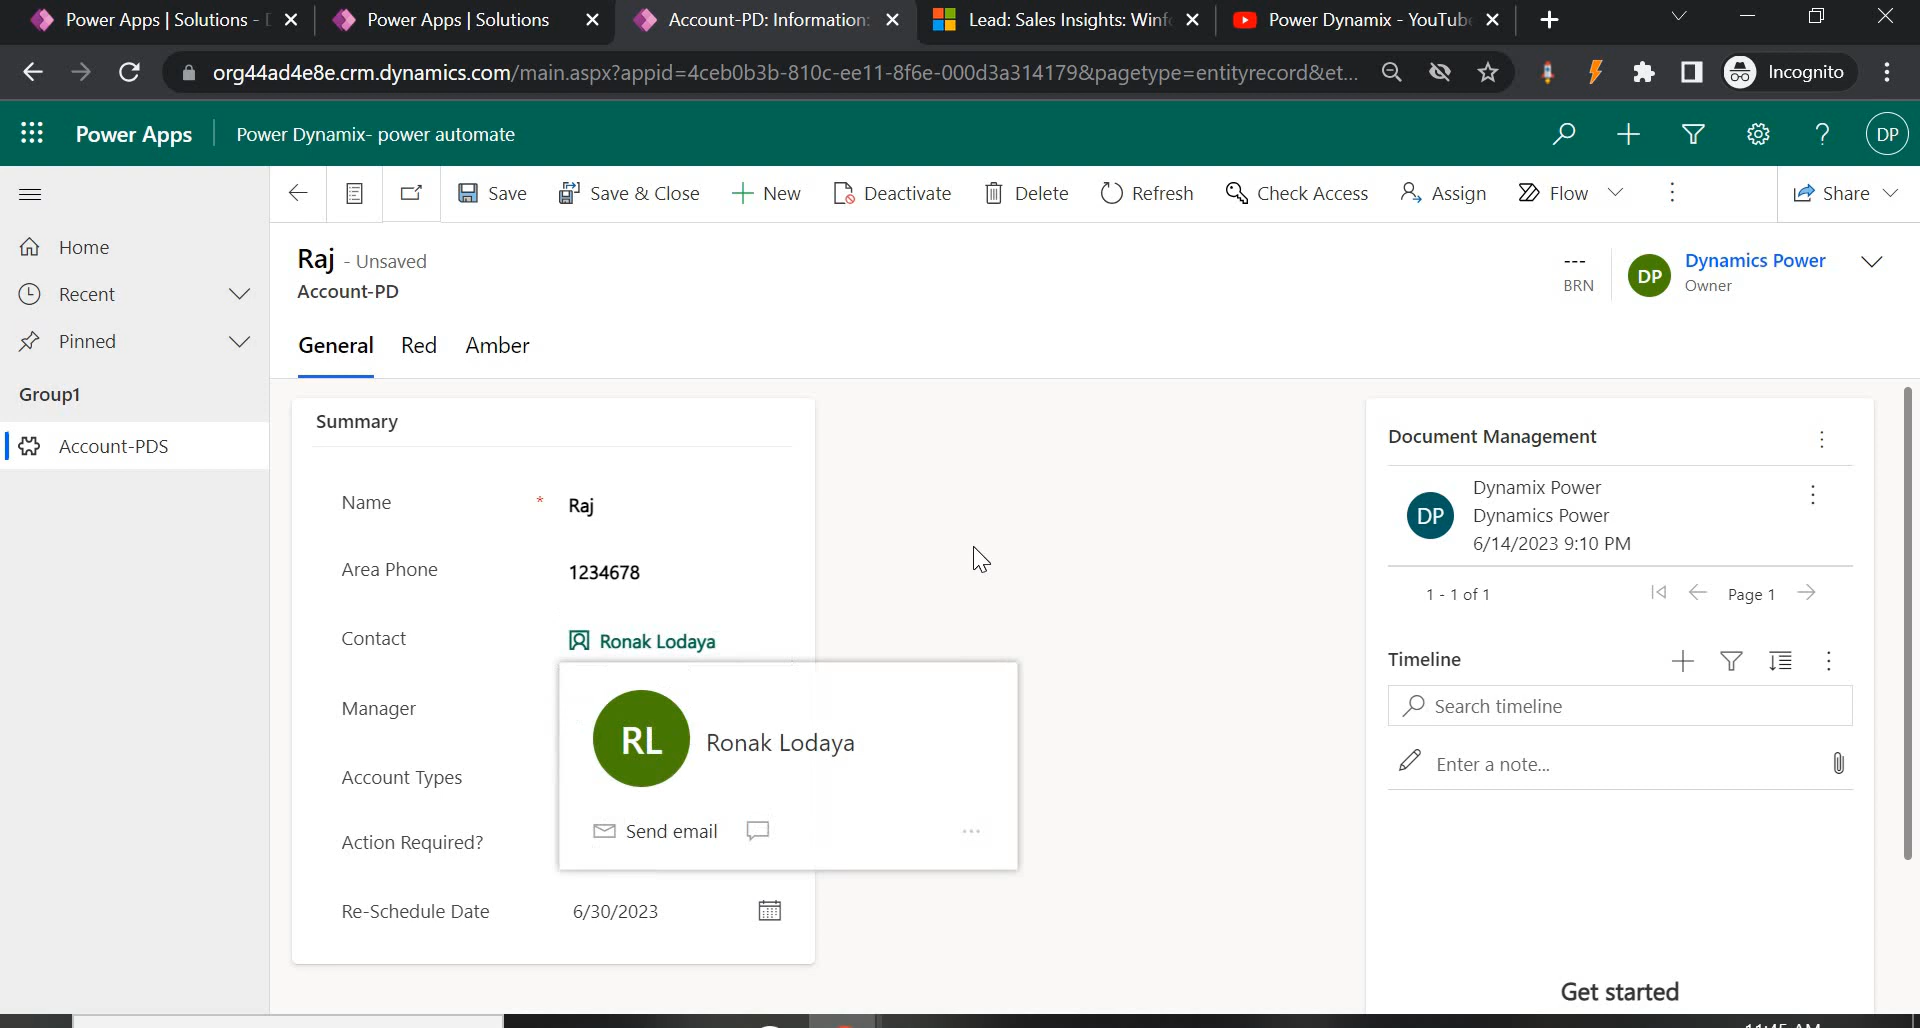 Power Apps | Solutions -
Power Apps | Solutions
Account-PD: Information:
Lead: Sales Insights: Winfo
Power Dynamix - YouTub
org44ad4e8e.crm.dynamics.com/main.aspx?appid=4ceb0b3b-810c-ee11-8f6e-000d3a314179&pagetype=entityrecord&et...
Incognito
Power Apps
Power Dynamix- power automate
DP
Save
Save & Close
New
Deactivate
Delete
Refresh
Check Access
Assign
Flow
Share
Home
Recent
Pinned
Group1
Account-PDS
Raj - Unsaved
Account-PD
---
BRN
DP
Dynamics Power
Owner
General
Red
Amber
Summary
Name * Raj
Area Phone 1234678
Contact Ronak Lodaya
Manager
Account Types
Action Required?
Re-Schedule Date 6/30/2023
RL
Ronak Lodaya
Send email
Document Management
DP
Dynamix Power
Dynamics Power
6/14/2023 9:10 PM
1 - 1 of 1
Page 1
Timeline
Search timeline
Enter a note...
Get started